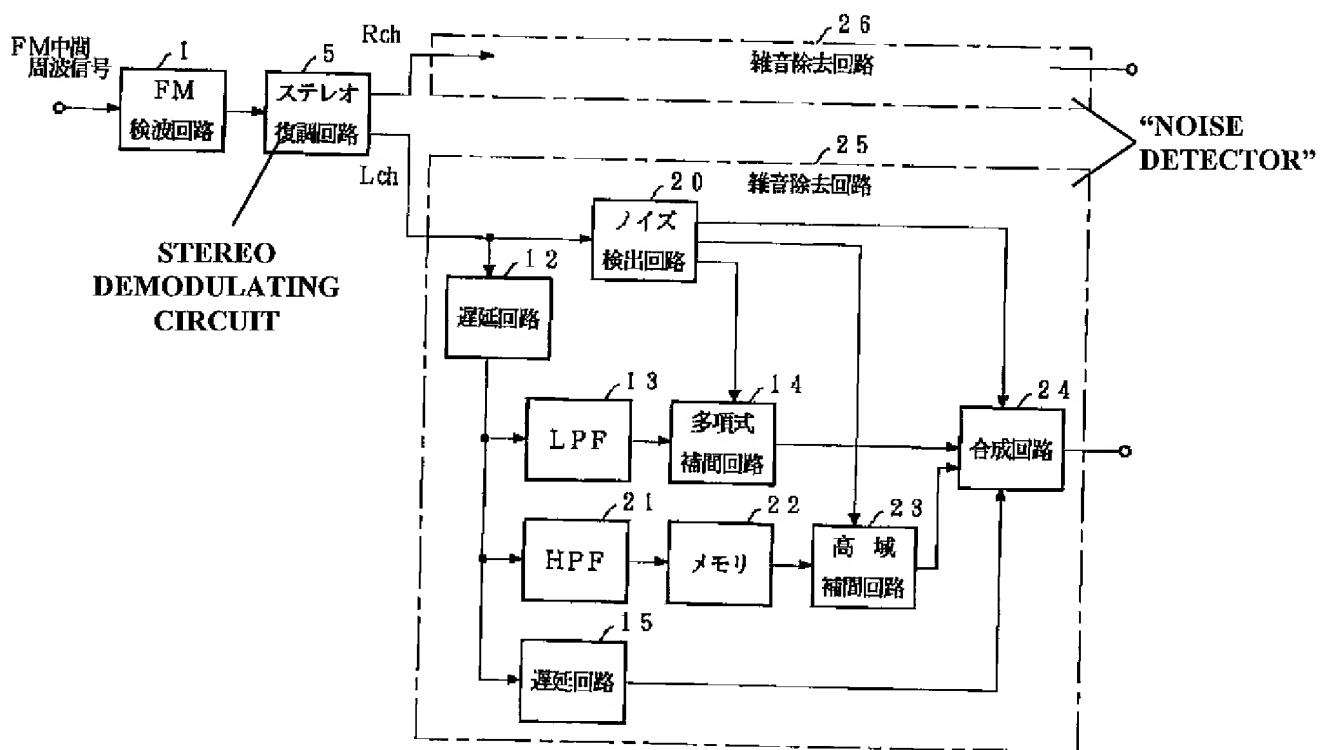 FM中間
周波信号
1
FM
検波回路
5
ステレオ
復調回路
Rch
Lch
26
雑音除去回路
25
雑音除去回路
“NOISE
DETECTOR”
STEREO
DEMODULATING
CIRCUIT
20
ノイズ
検出回路
12
遅延回路
13
LPF
14
多項式
補間回路
24
合成回路
21
HPF
22
メモリ
23
高 域
補間回路
15
遅延回路